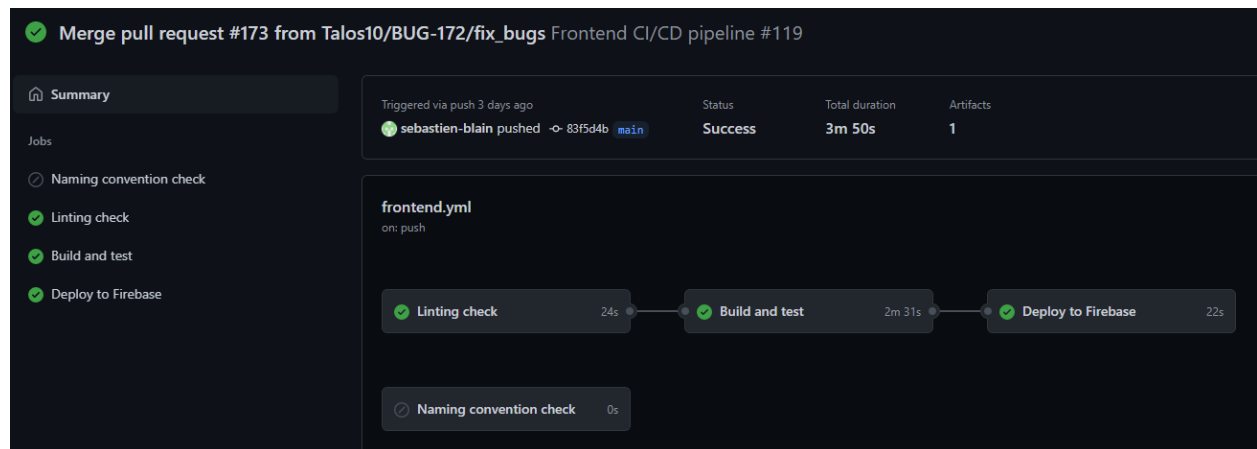 Merge pull request #173 from Talos10/BUG-172/fix_bugs Frontend CI/CD pipeline #119
Summary
Jobs
Naming convention check
Linting check
Build and test
Deploy to Firebase
Triggered via push 3 days ago
sebastien-blain pushed 83f5d4b main
Status
Success
Total duration
3m 50s
Artifacts
1
frontend.yml
on: push
Linting check 24s
Build and test 2m 31s
Deploy to Firebase 22s
Naming convention check 0s